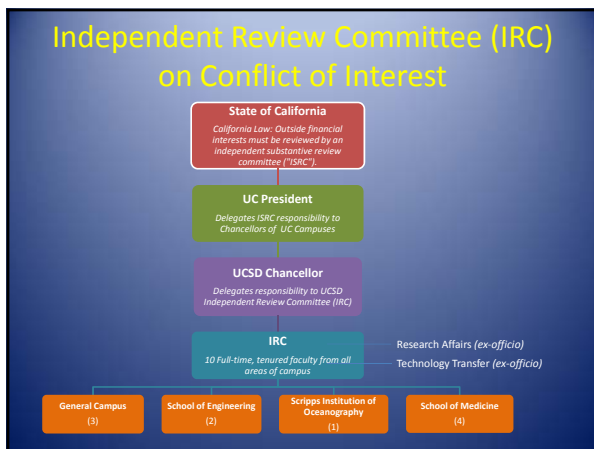 Independent Review Committee (IRC)
on Conflict of Interest
State of California
California Law: Outside financial
interests must be reviewed by an
independent substantive review
committee ("ISRC").
UC President
Delegates ISRC responsibility to
Chancellors of UC Campuses
UCSD Chancellor
Delegates responsibility to UCSD
Independent Review Committee (IRC)
IRC
10 Full-time, tenured faculty from all
areas of campus
Research Affairs (ex-officio)
Technology Transfer (ex-officio)
General Campus
(3)
School of Engineering
(2)
Scripps Institution of
Oceanography
(1)
School of Medicine
(4)